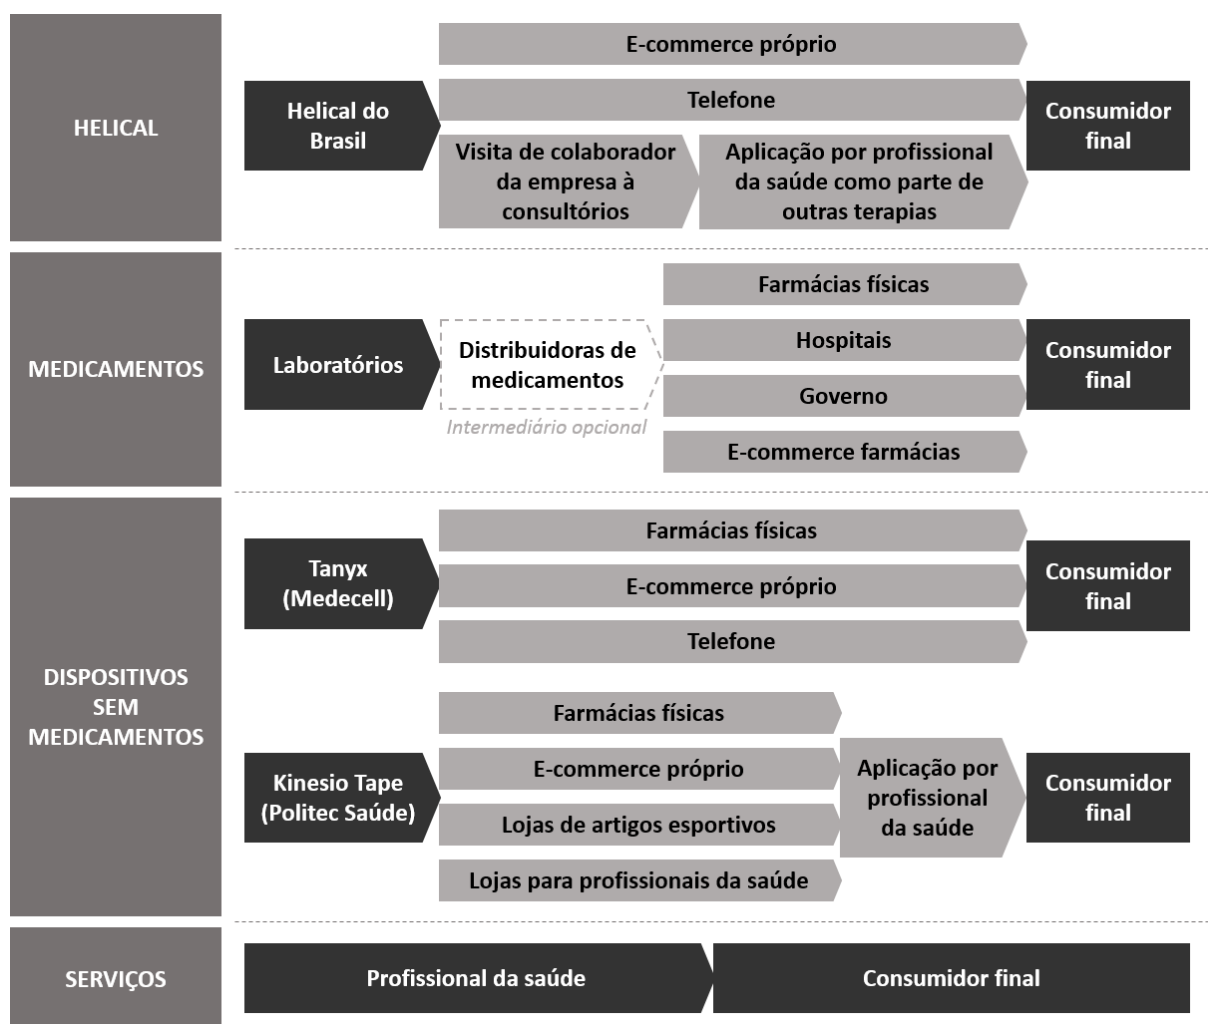 HELICAL
Helical do
Brasil
E-commerce próprio
Telefone
Visita de colaborador
da empresa à
consultórios
Aplicação por profissional
da saúde como parte de
outras terapias
Consumidor
final
MEDICAMENTOS
Laboratórios
Distribuidoras de
medicamentos
Intermediário opcional
Farmácias físicas
Hospitais
Governo
E-commerce farmácias
Consumidor
final
DISPOSITIVOS
SEM
MEDICAMENTOS
Tanyx
(Medecell)
Farmácias físicas
E-commerce próprio
Telefone
Consumidor
final
Kinesio Tape
(Politec Saúde)
Farmácias físicas
E-commerce próprio
Lojas de artigos esportivos
Lojas para profissionais da saúde
Aplicação por
profissional
da saúde
Consumidor
final
SERVIÇOS
Profissional da saúde
Consumidor final